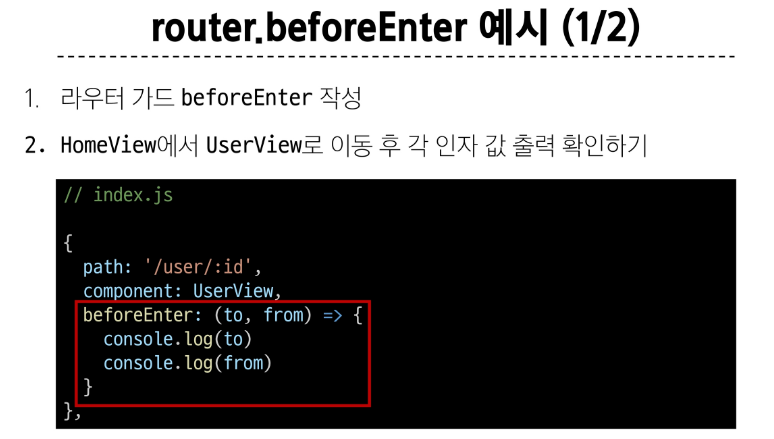 router.beforeEnter 예시 (1/2)
1. 라우터 가드 beforeEnter 작성
2. HomeView에서 UserView로 이동 후 각 인자 값 출력 확인하기
// index.js
{
path: '/user/:id',
component: UserView,
beforeEnter: (to, from) => {
console.log(to)
console.log(from)
}
},